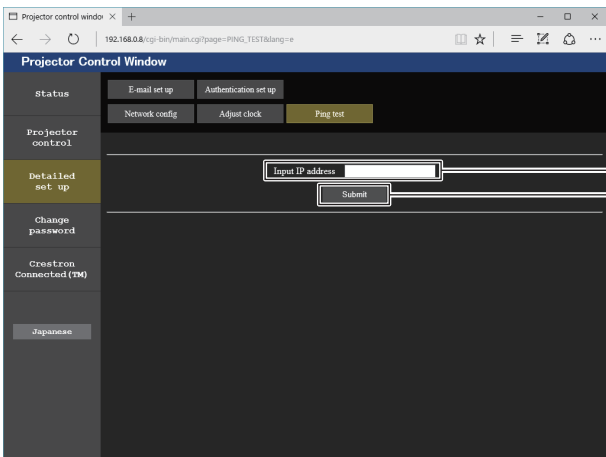 Projector control windo
192.168.0.8/cgi-bin/main.cgi?page=PING_TEST&lang=e
Projector Control Window
Status
E-mail set up
Authentication set up
Network config
Adjust clock
Ping test
Projector
control
Detailed
set up
Input IP address
Submit
Change
password
Crestron
Connected(TM)
Japanese